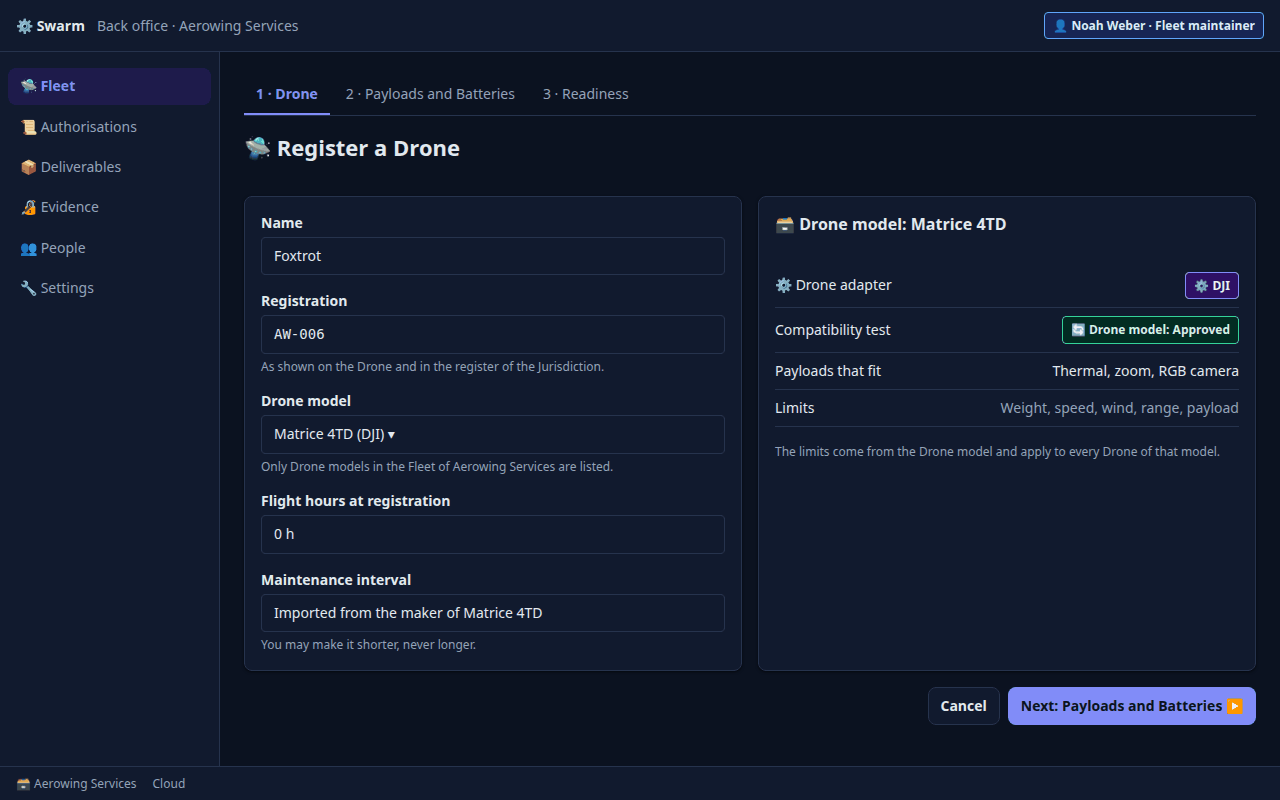 Swarm Back office · Aerowing Services
Noah Weber · Fleet maintainer
Fleet
Authorisations
Deliverables
Evidence
People
Settings
1 · Drone
2 · Payloads and Batteries
3 · Readiness
Register a Drone
Name
Foxtrot
Registration
AW-006
As shown on the Drone and in the register of the Jurisdiction.
Drone model
Matrice 4TD (DJI) ▾
Only Drone models in the Fleet of Aerowing Services are listed.
Flight hours at registration
0 h
Maintenance interval
Imported from the maker of Matrice 4TD
You may make it shorter, never longer.
Drone model: Matrice 4TD
Drone adapter
DJI
Compatibility test
Drone model: Approved
Payloads that fit
Thermal, zoom, RGB camera
Limits
Weight, speed, wind, range, payload
The limits come from the Drone model and apply to every Drone of that model.
Cancel
Next: Payloads and Batteries
Aerowing Services
Cloud